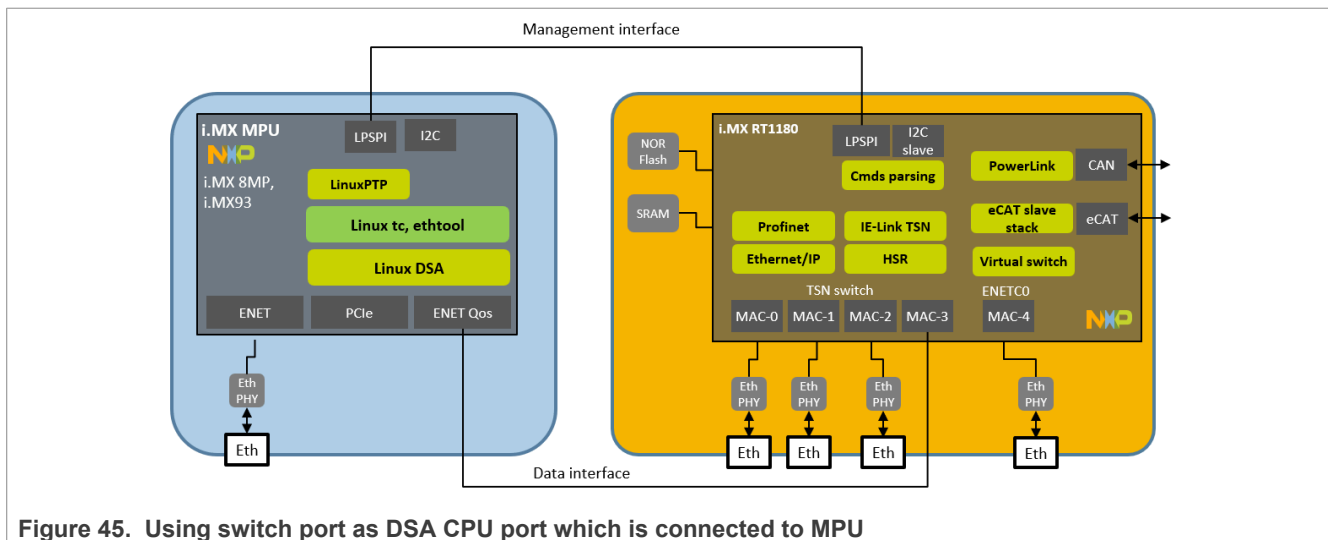 Management interface
i.MX MPU
NXP
i.MX 8MP,
i.MX93
LPSPI
I2C
LinuxPTP
Linux tc, ethtool
Linux DSA
ENET
PCIe
ENET Qos
Eth
PHY
Eth
NOR
Flash
SRAM
i.MX RT1180
LPSPI
I2C
slave
Cmds parsing
PowerLink
CAN
eCAT slave
stack
eCAT
Profinet
IE-Link TSN
Ethernet/IP
HSR
Virtual switch
TSN switch
ENETC0
MAC-0
MAC-1
MAC-2
MAC-3
MAC-4
NXP
Eth
PHY
Eth
PHY
Eth
PHY
Eth
PHY
Eth
Eth
Eth
Eth
Data interface
Figure 45. Using switch port as DSA CPU port which is connected to MPU